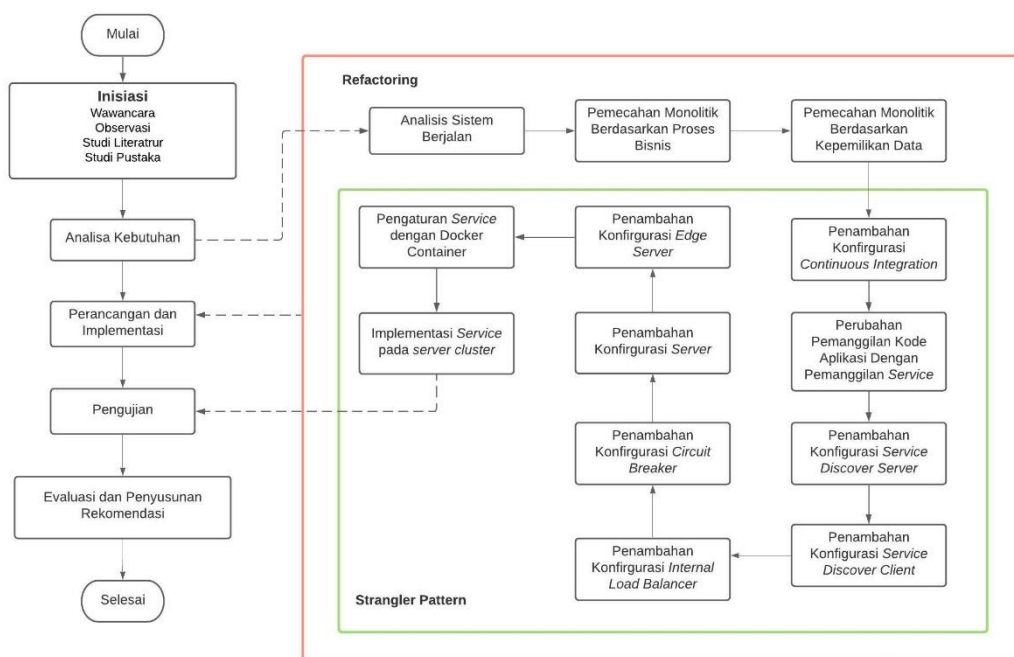 Mulai
Inisiasi
Wawancara
Observasi
Studi Literatrur
Studi Pustaka
Analisa Kebutuhan
Perancangan dan
Implementasi
Pengujian
Evaluasi dan Penyusunan
Rekomendasi
Selesai
Refactoring
Analisis Sistem
Berjalan
Pemecahan Monolitik
Berdasarkan Proses
Bisnis
Pemecahan Monolitik
Berdasarkan
Kepemilikan Data
Penambahan
Konfirgurasi
Continuous Integration
Perubahan
Pemanggilan Kode
Aplikasi Dengan
Pemanggilan Service
Penambahan
Konfigurasi Service
Discover Server
Penambahan
Konfigurasi Service
Discover Client
Penambahan
Konfirgurasi Internal
Load Balancer
Penambahan
Konfirgurasi Circuit
Breaker
Penambahan
Konfirgurasi Server
Penambahan
Konfirgurasi Edge
Server
Pengaturan Service
dengan Docker
Container
Implementasi Service
pada server cluster
Strangler Pattern